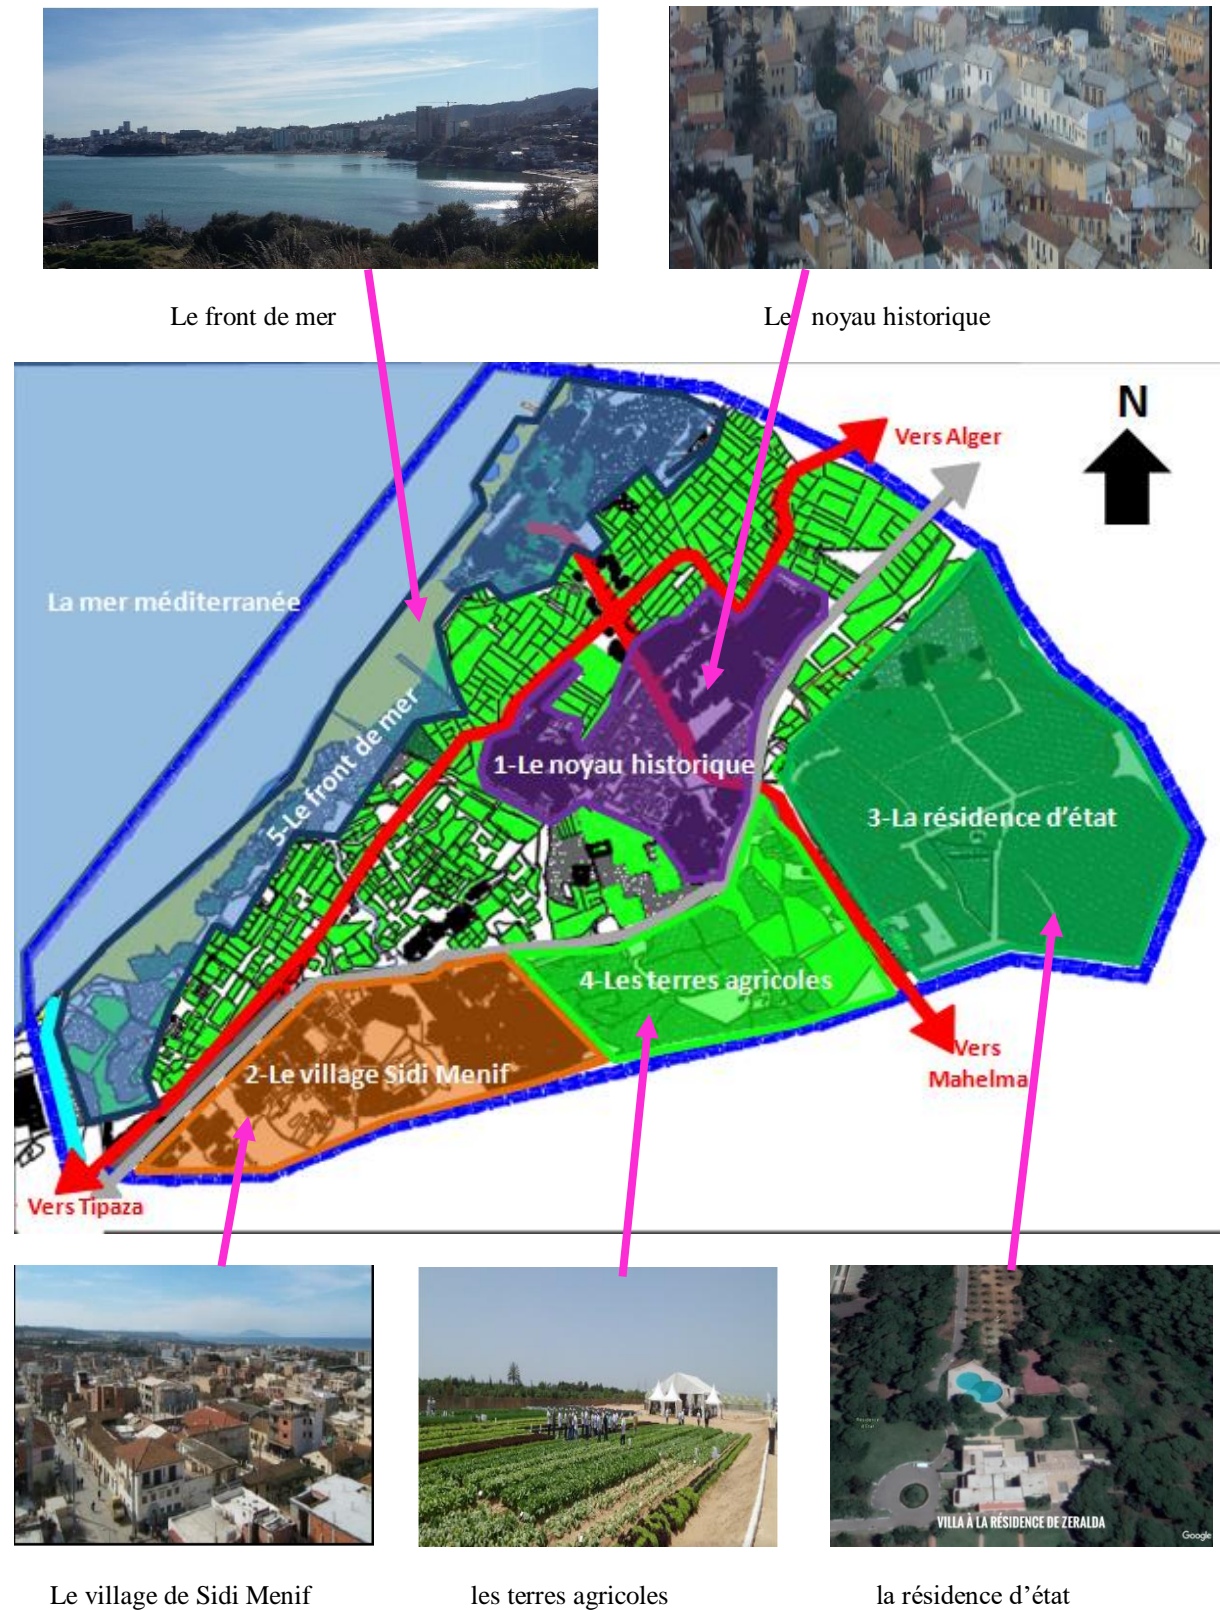 Le front de mer
Le noyau historique
N
Vers Alger
La mer méditerranée
5-Le front de mer
1-Le noyau historique
3-La résidence d'état
4-Les terres agricoles
2-Le village Sidi Menif
Vers
Mahelma
Vers Tipaza
Résidence
d'État
VILLA À LA RÉSIDENCE DE ZERALDA
Google
Le village de Sidi Menif
les terres agricoles
la résidence d'état